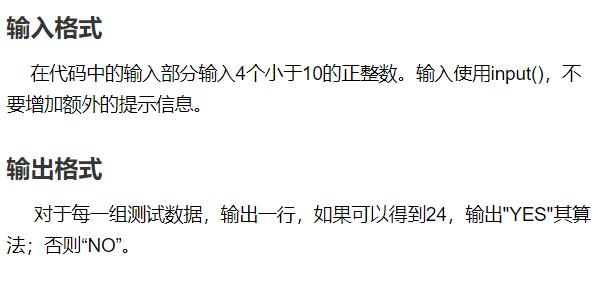 输入格式
在代码中的输入部分输入4个小于10的正整数。输入使用input()，不
要增加额外的提示信息。
输出格式
对于每一组测试数据，输出一行，如果可以得到24，输出"YES"其算
法；否则“NO”。